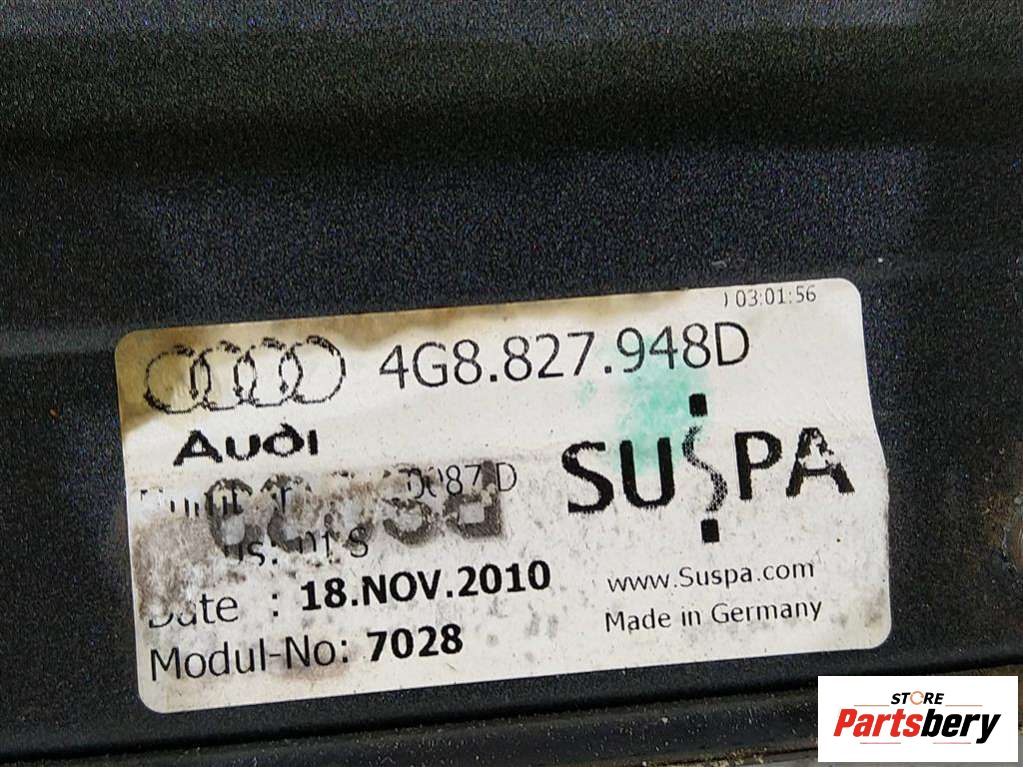 ) 03:01:56
4G8.827.948D
Audi
SUSPA
0087 D
Date : 18.NOV.2010
www.Suspa.com
Modul-No: 7028
Made in Germany
STORE
Partsbery